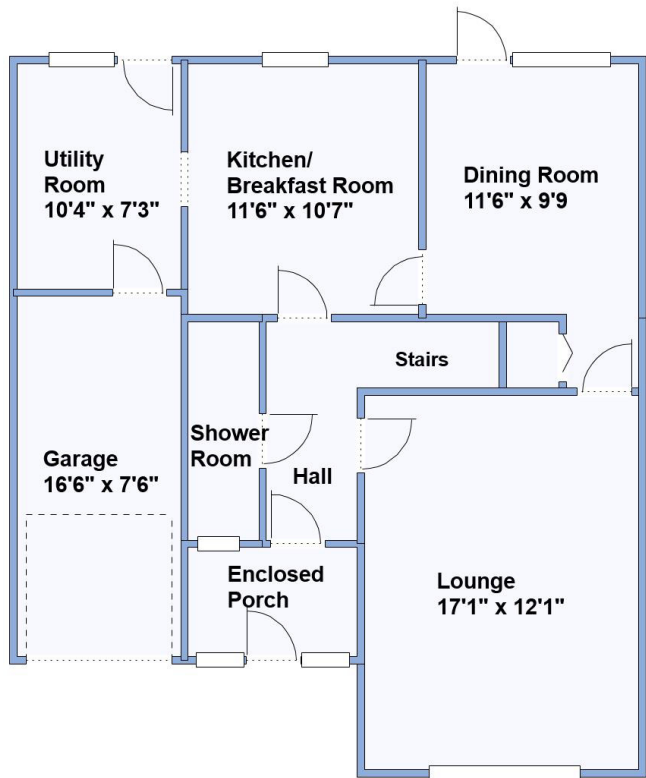 Utility
Room
10'4" x 7'3"
Kitchen/
Breakfast Room
11'6" x 10'7"
Dining Room
11'6" x 9'9
Stairs
Shower
Room
Garage
16'6" x 7'6"
Hall
Enclosed
Porch
Lounge
17'1" x 12'1"